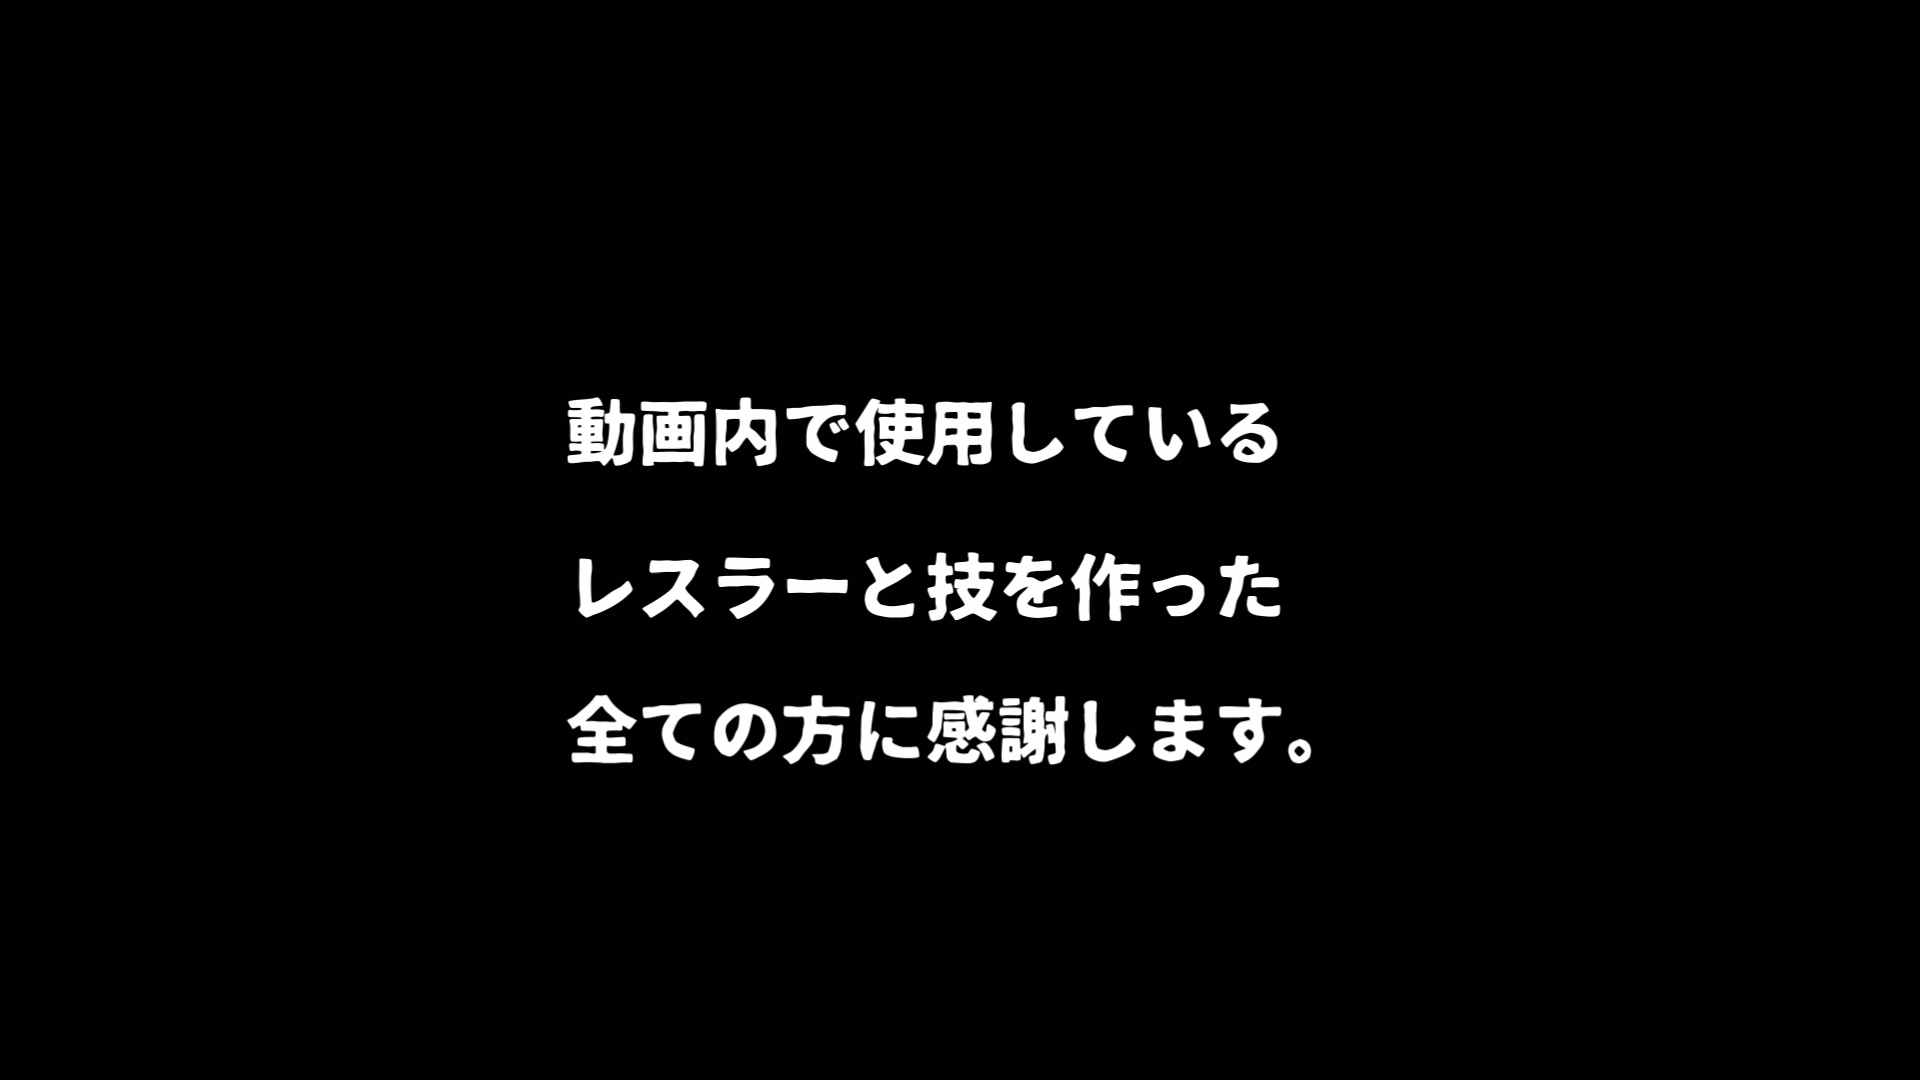 動画内で使用している
レスラーと技を作った
全ての方に感謝します。